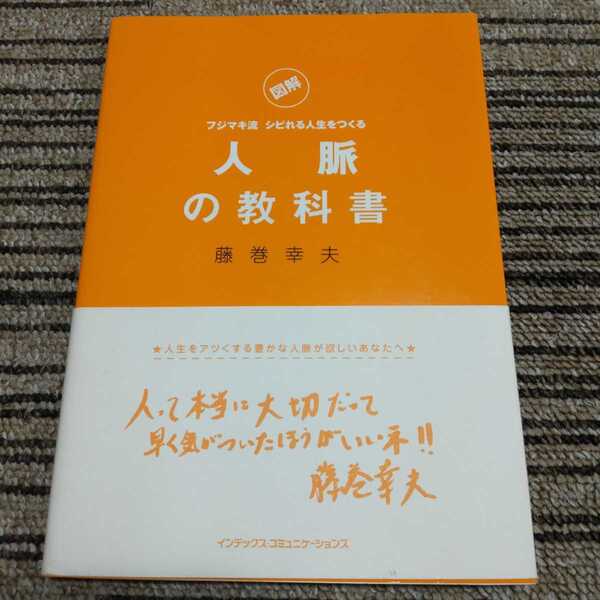 図解
フジマキ流 シビれる人生をつくる
人脈
の教科書
藤巻幸夫
★人生をアツくする豊かな人脈が欲しいあなたへ★
人って本当に大切だって
早く気がついたほうがいいネ!!
藤巻幸夫
インデックス・コミュニケーションズ